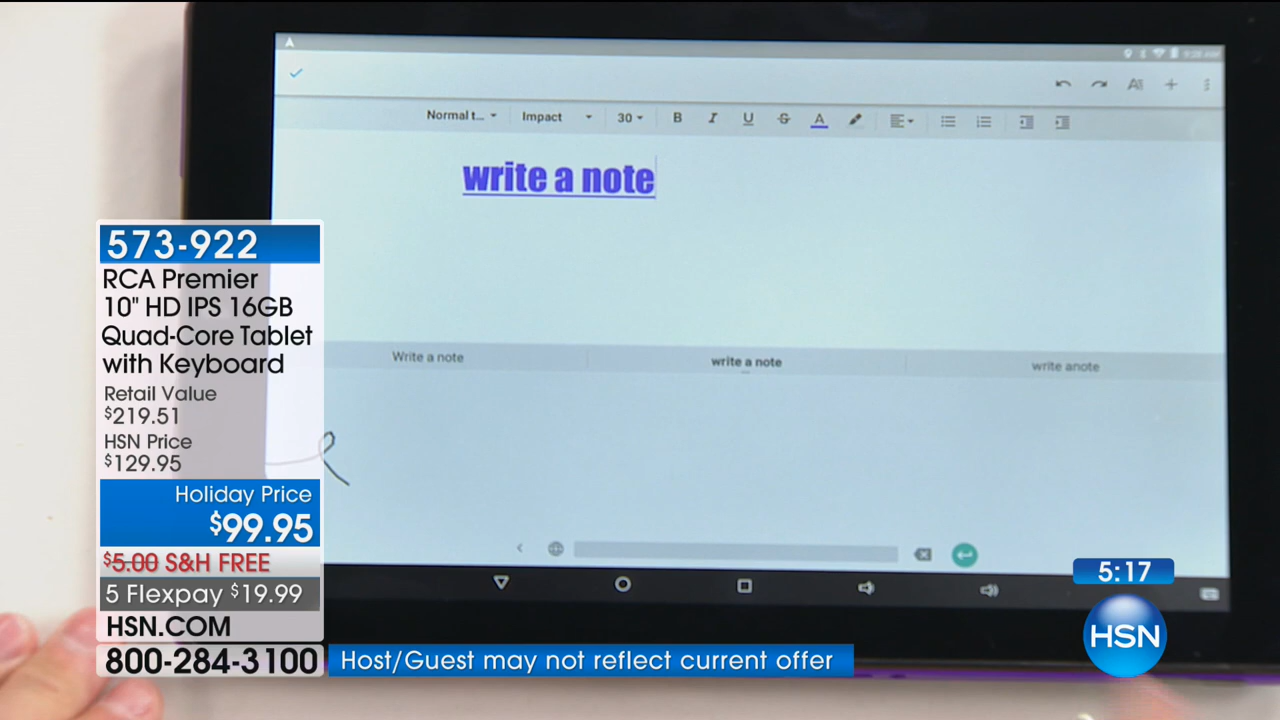 Normal t...
Impact
30
B
I
U
S
A
write a note
Write a note
write a note
write anote
573-922
RCA Premier
10" HD IPS 16GB
Quad-Core Tablet
with Keyboard
Retail Value
$219.51
HSN Price
$129.95
Holiday Price
$99.95
$5.00 S&H FREE
5 Flexpay $19.99
HSN.COM
800-284-3100
Host/Guest may not reflect current offer
5:17
HSN